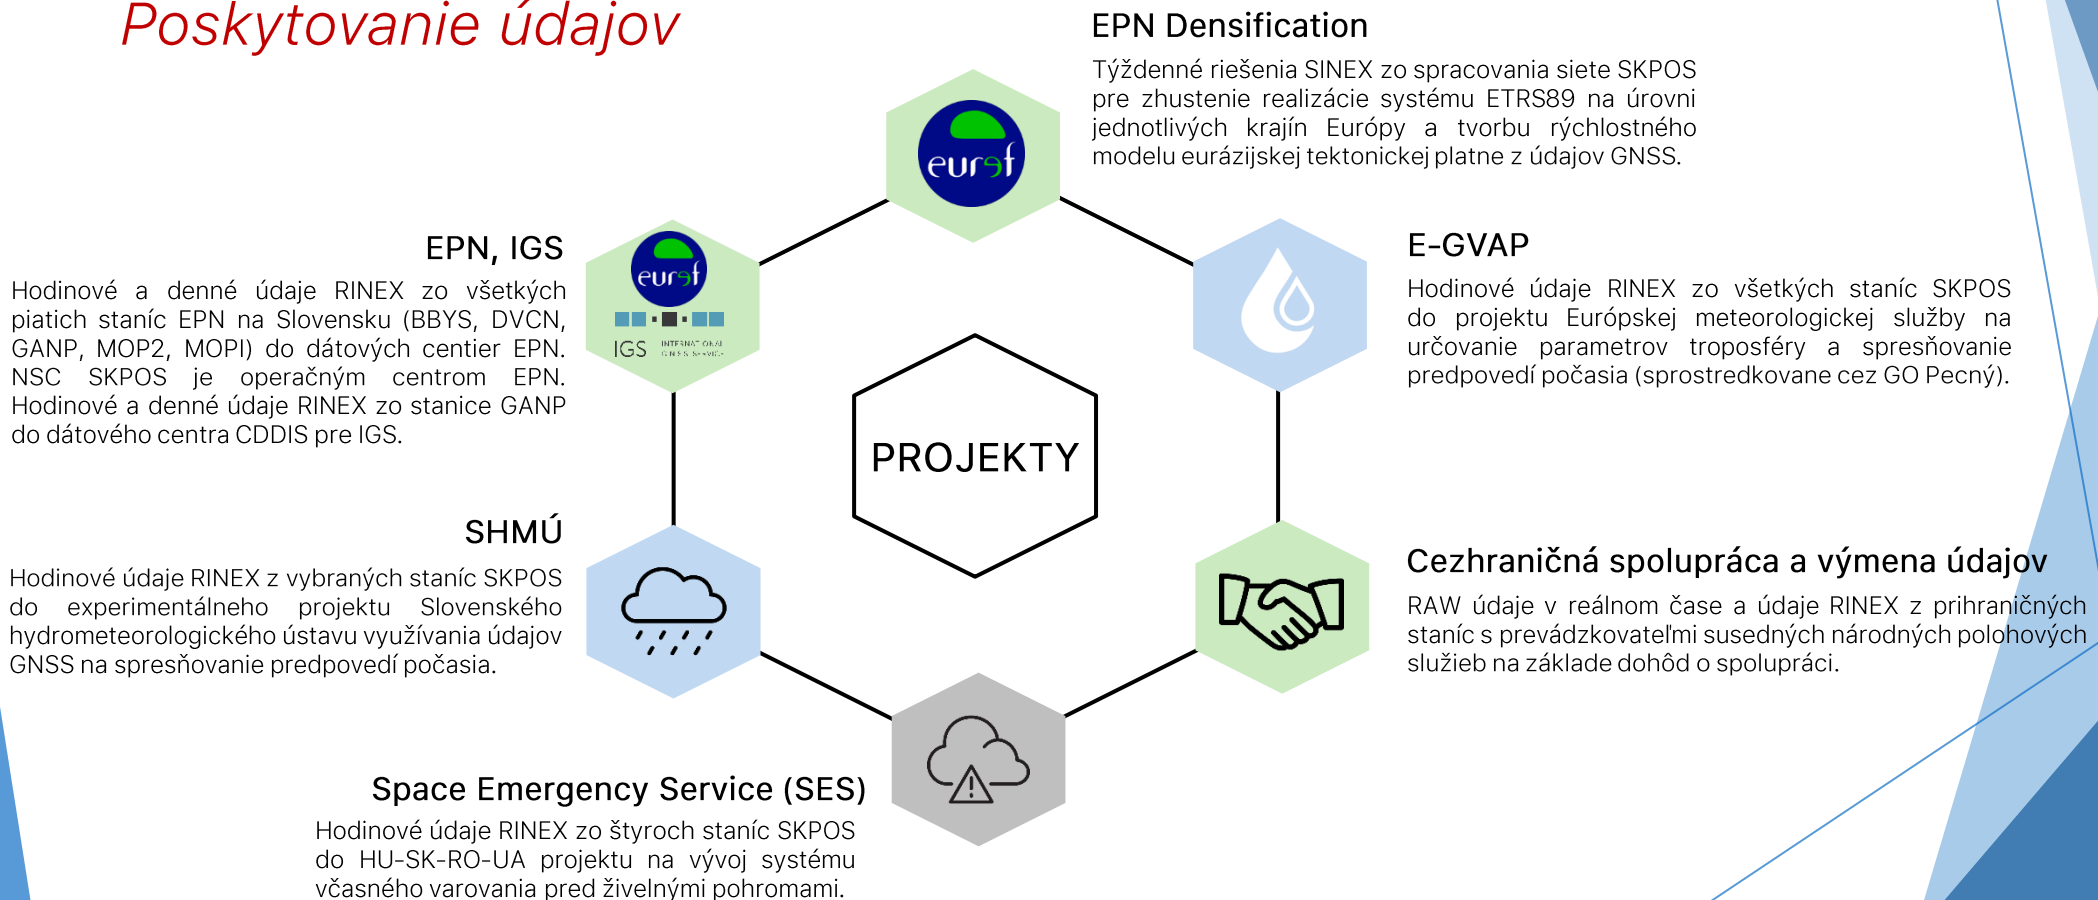 Poskytovanie údajov
EPN Densification
Týždenné riešenia SINEX zo spracovania siete SKPOS
pre zhustenie realizácie systému ETRS89 na úrovni
jednotlivých krajín Európy a tvorbu rýchlostného
modelu eurázijskej tektonickej platne z údajov GNSS.
euref
EPN, IGS
Hodinové a denné údaje RINEX zo všetkých
piatich staníc EPN na Slovensku (BBYS, DVCN,
GANP, MOP2, MOPI) do dátových centier EPN.
NSC SKPOS je operačným centrom EPN.
Hodinové a denné údaje RINEX zo stanice GANP
do dátového centra CDDIS pre IGS.
euref
IGS INTERNATIONAL
GNSS SERVICE
E-GVAP
Hodinové údaje RINEX zo všetkých staníc SKPOS
do projektu Európskej meteorologickej služby na
určovanie parametrov troposféry a spresňovanie
predpovedí počasia (sprostredkovane cez GO Pecný).
PROJEKTY
SHMÚ
Hodinové údaje RINEX z vybraných staníc SKPOS
do experimentálneho projektu Slovenského
hydrometeorologického ústavu využívania údajov
GNSS na spresňovanie predpovedí počasia.
Cezhraničná spolupráca a výmena údajov
RAW údaje v reálnom čase a údaje RINEX z prihraničných
staníc s prevádzkovateľmi susedných národných polohových
služieb na základe dohôd o spolupráci.
Space Emergency Service (SES)
Hodinové údaje RINEX zo štyroch staníc SKPOS
do HU-SK-RO-UA projektu na vývoj systému
včasného varovania pred živelnými pohromami.